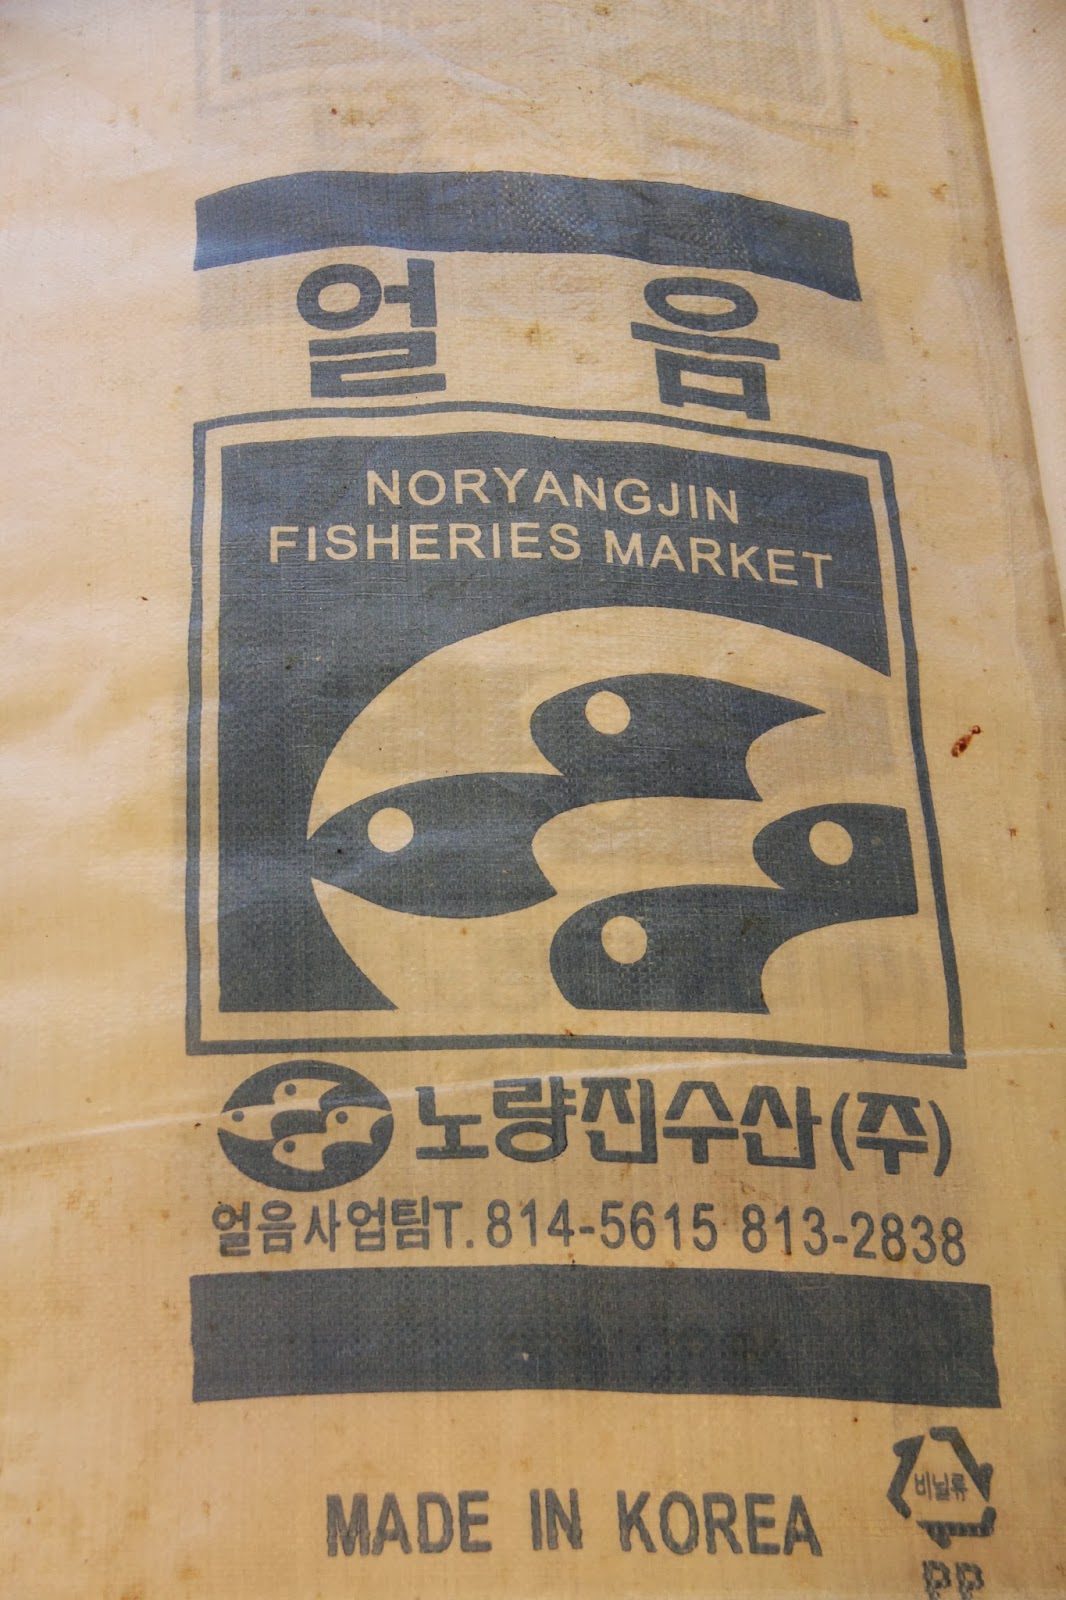 얼음
NORYANGJIN
FISHERIES MARKET
노량진수산(주)
얼음사업팀T. 814-5615 813-2838
MADE IN KOREA
비닐류
PP